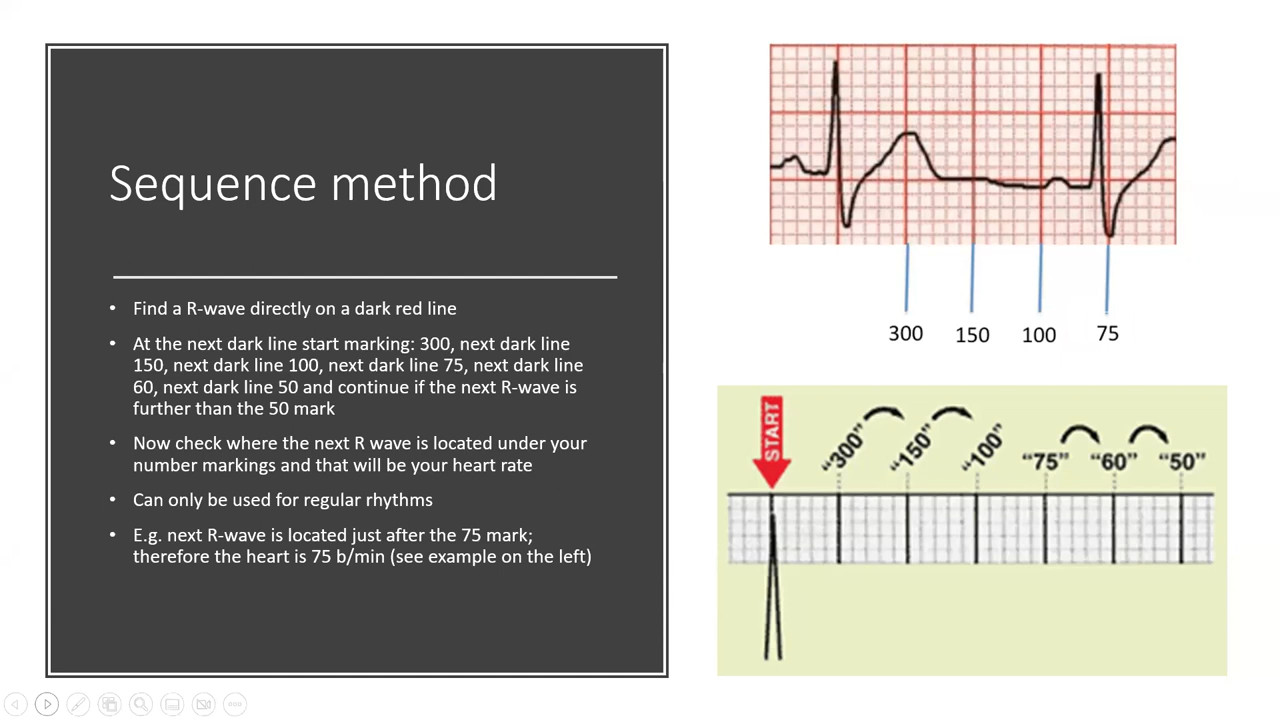 Sequence method
• Find a R-wave directly on a dark red line
• At the next dark line start marking: 300, next dark line
150, next dark line 100, next dark line 75, next dark line
60, next dark line 50 and continue if the next R-wave is
further than the 50 mark
• Now check where the next R wave is located under your
number markings and that will be your heart rate
• Can only be used for regular rhythms
• E.g. next R-wave is located just after the 75 mark;
therefore the heart is 75 b/min (see example on the left)
300 150 100 75
START
“300” “150” “100” “75” “60” “50”